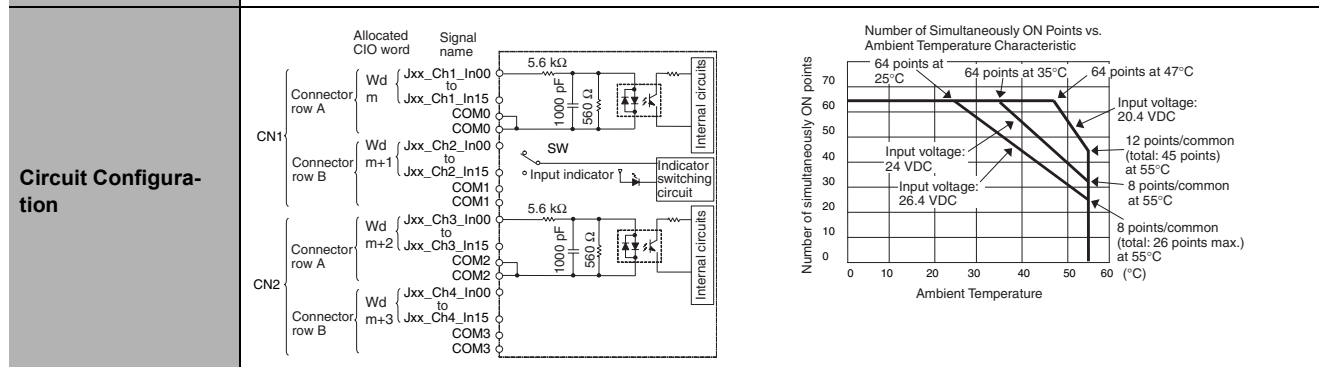 Circuit Configura-
tion
Allocated
CIO word
Signal
name
CN1
Connector
row A
Wd
m
Jxx_Ch1_In00
to
Jxx_Ch1_In15
COM0
COM0
Connector
row B
Wd
m+1
Jxx_Ch2_In00
to
Jxx_Ch2_In15
COM1
COM1
CN2
Connector
row A
Wd
m+2
Jxx_Ch3_In00
to
Jxx_Ch3_In15
COM2
COM2
Connector
row B
Wd
m+3
Jxx_Ch4_In00
to
Jxx_Ch4_In15
COM3
COM3
5.6 kΩ
1000 pF
560 Ω
Internal circuits
SW
Input indicator
Indicator
switching
circuit
5.6 kΩ
1000 pF
560 Ω
Internal circuits
Number of Simultaneously ON Points vs.
Ambient Temperature Characteristic
64 points at
25°C
64 points at 35°C
64 points at 47°C
Number of simultaneously ON points
70
60
50
40
30
20
10
0
Input voltage:
20.4 VDC
Input voltage:
24 VDC
Input voltage:
26.4 VDC
12 points/common
(total: 45 points)
at 55°C
8 points/common
at 55°C
8 points/common
(total: 26 points max.)
at 55°C
0 10 20 30 40 50 60 (°C)
Ambient Temperature